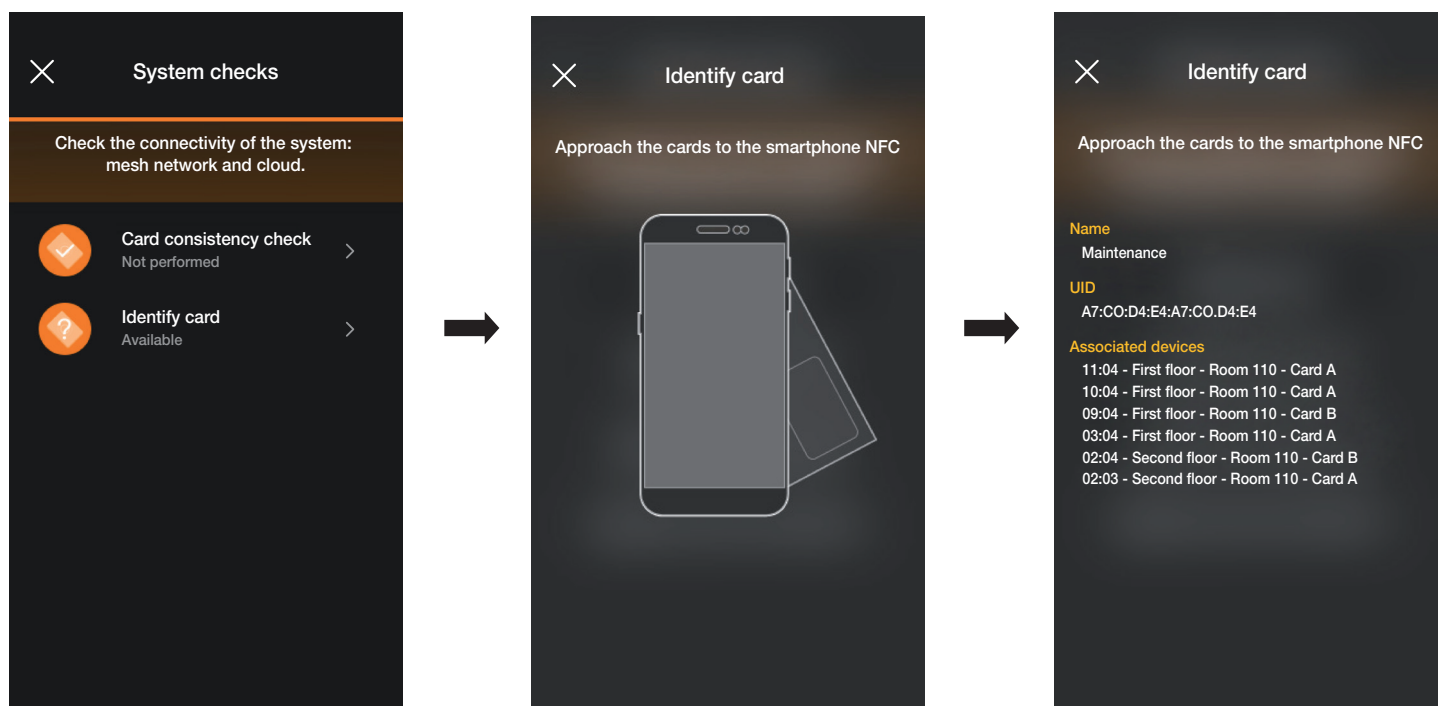 System checks
Check the connectivity of the system:
mesh network and cloud.
Card consistency check
Not performed
Identify card
Available
Identify card
Approach the cards to the smartphone NFC
Identify card
Approach the cards to the smartphone NFC
Name
Maintenance
UID
A7:CO:D4:E4:A7:CO.D4:E4
Associated devices
11:04 - First floor - Room 110 - Card A
10:04 - First floor - Room 110 - Card A
09:04 - First floor - Room 110 - Card B
03:04 - First floor - Room 110 - Card A
02:04 - Second floor - Room 110 - Card B
02:03 - Second floor - Room 110 - Card A